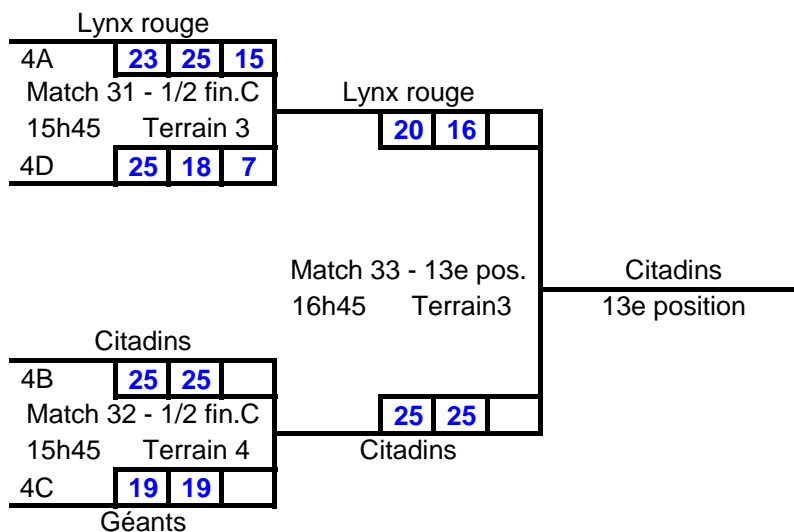 Lynx rouge
4A 23 25 15
Match 31 - 1/2 fin.C
15h45 Terrain 3
4D 25 18 7
Lynx rouge
20 16
Match 33 - 13e pos.
16h45 Terrain3
Citadins
13e position
Citadins
4B 25 25
Match 32 - 1/2 fin.C
15h45 Terrain 4
4C 19 19
Géants
25 25
Citadins